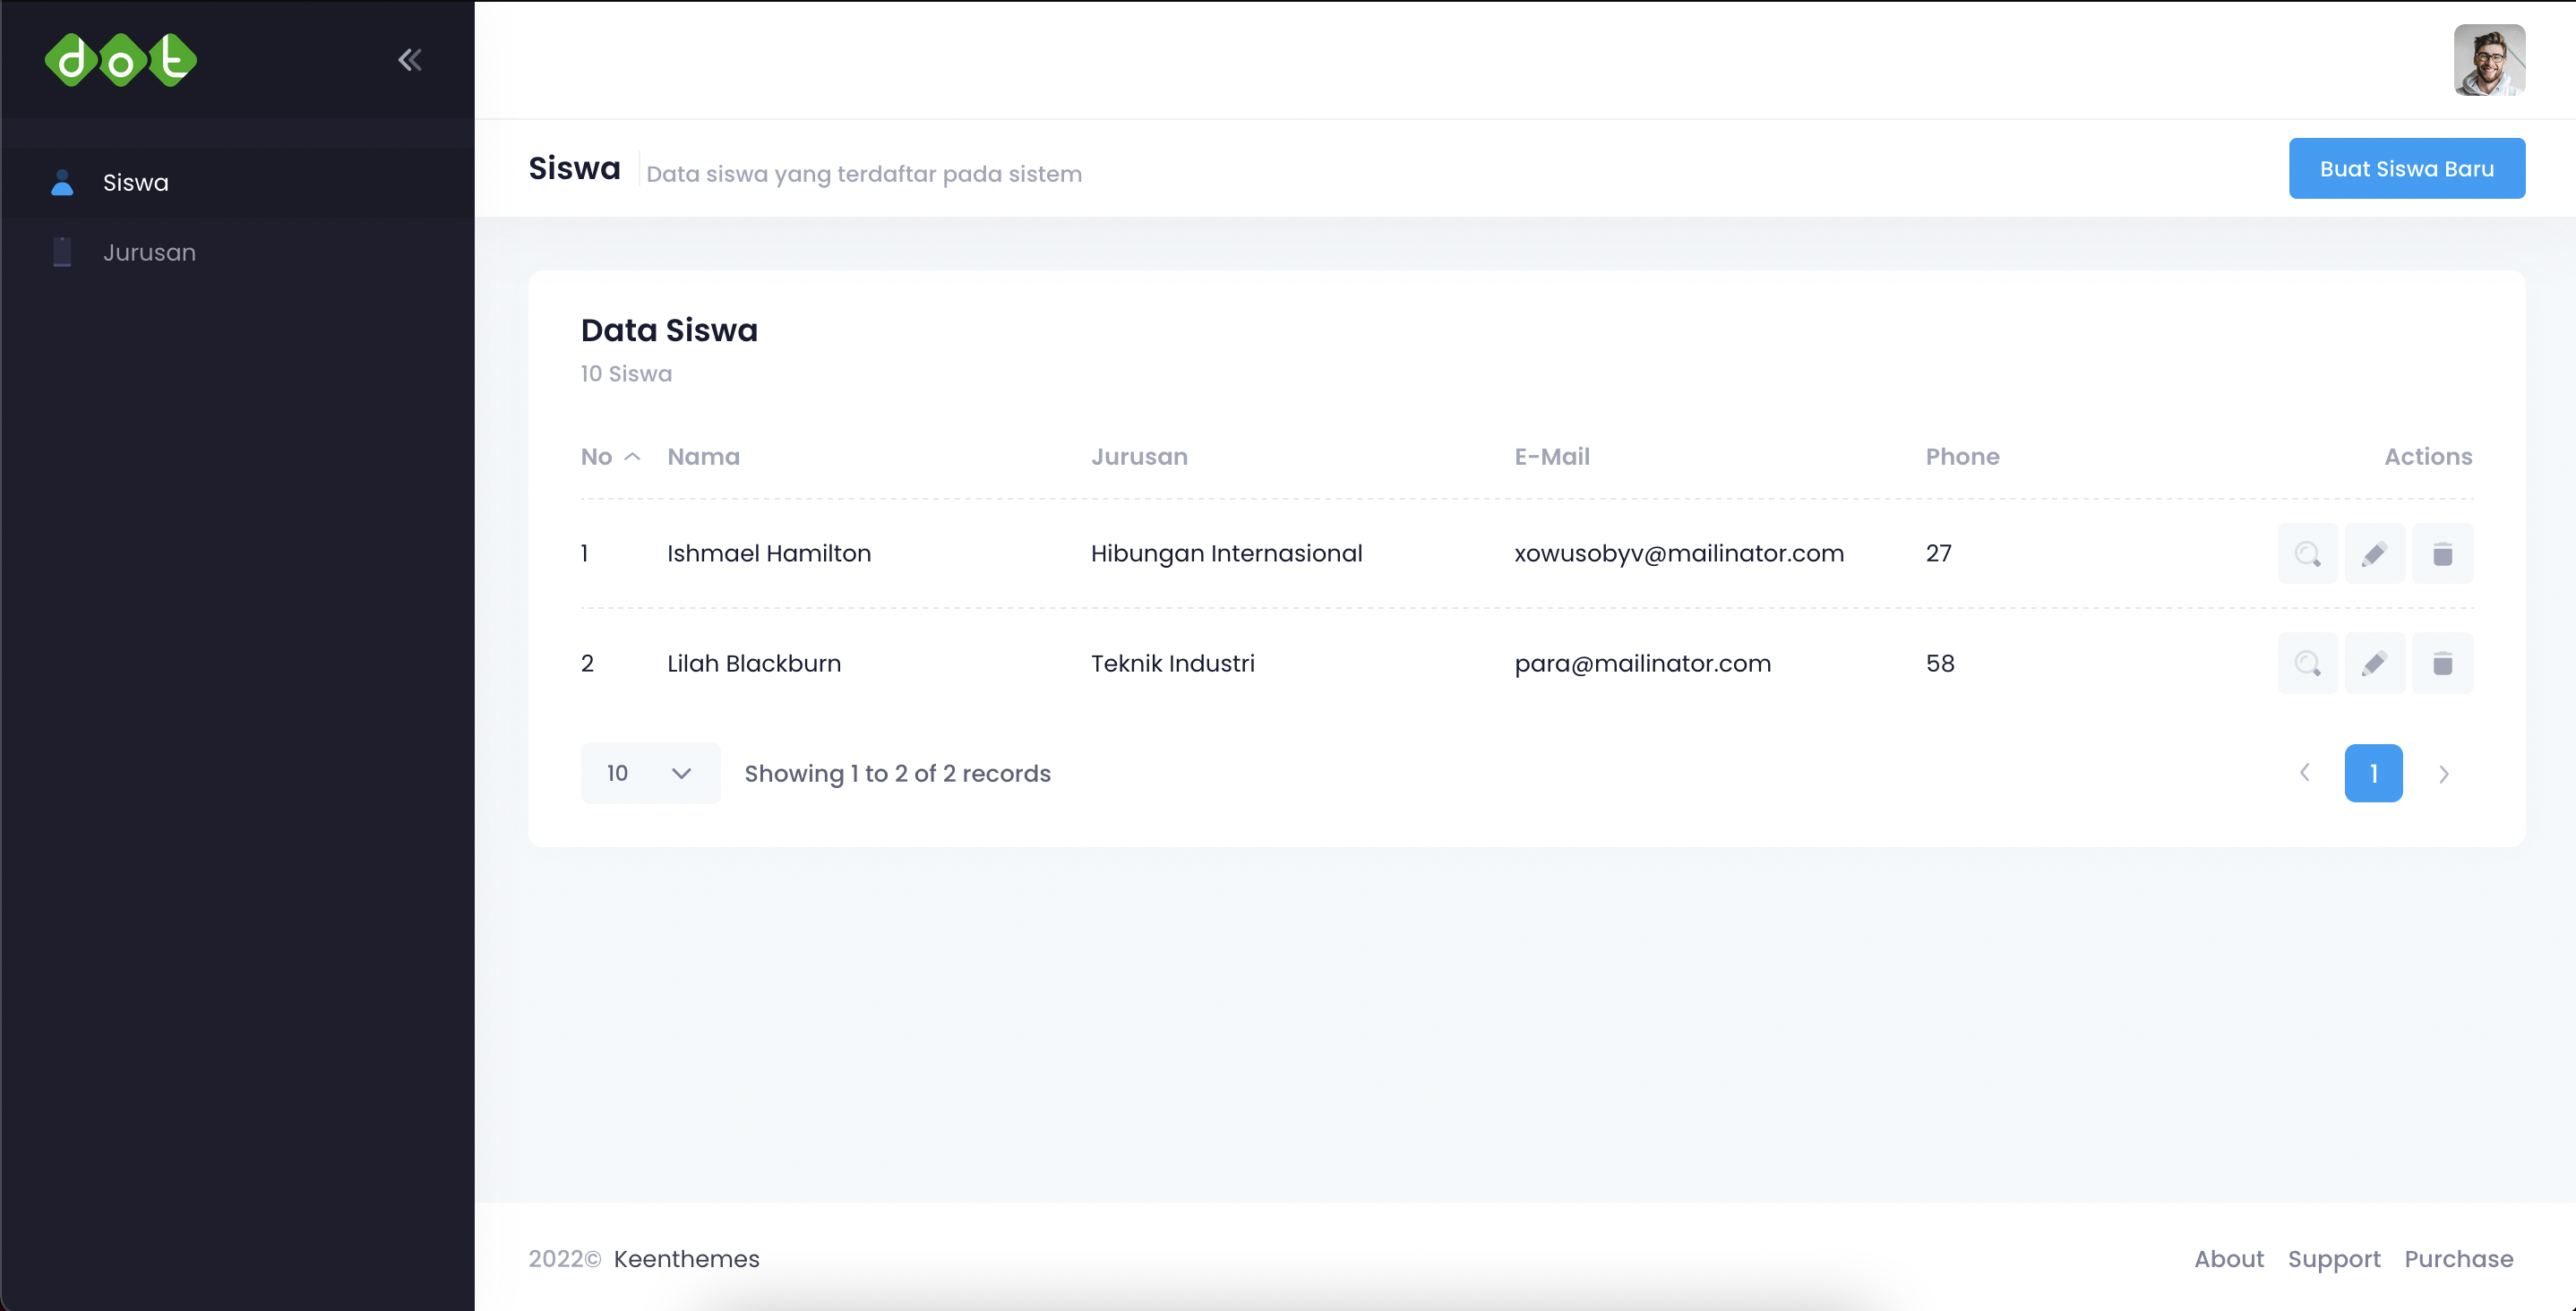 dot
Siswa
Jurusan
Siswa Data siswa yang terdaftar pada sistem
Buat Siswa Baru
Data Siswa
10 Siswa
No Nama Jurusan E-Mail Phone Actions
1 Ishmael Hamilton Hibungan Internasional xowusobyv@mailinator.com 27
2 Lilah Blackburn Teknik Industri para@mailinator.com 58
10 Showing 1 to 2 of 2 records 1
2022© Keenthemes About Support Purchase